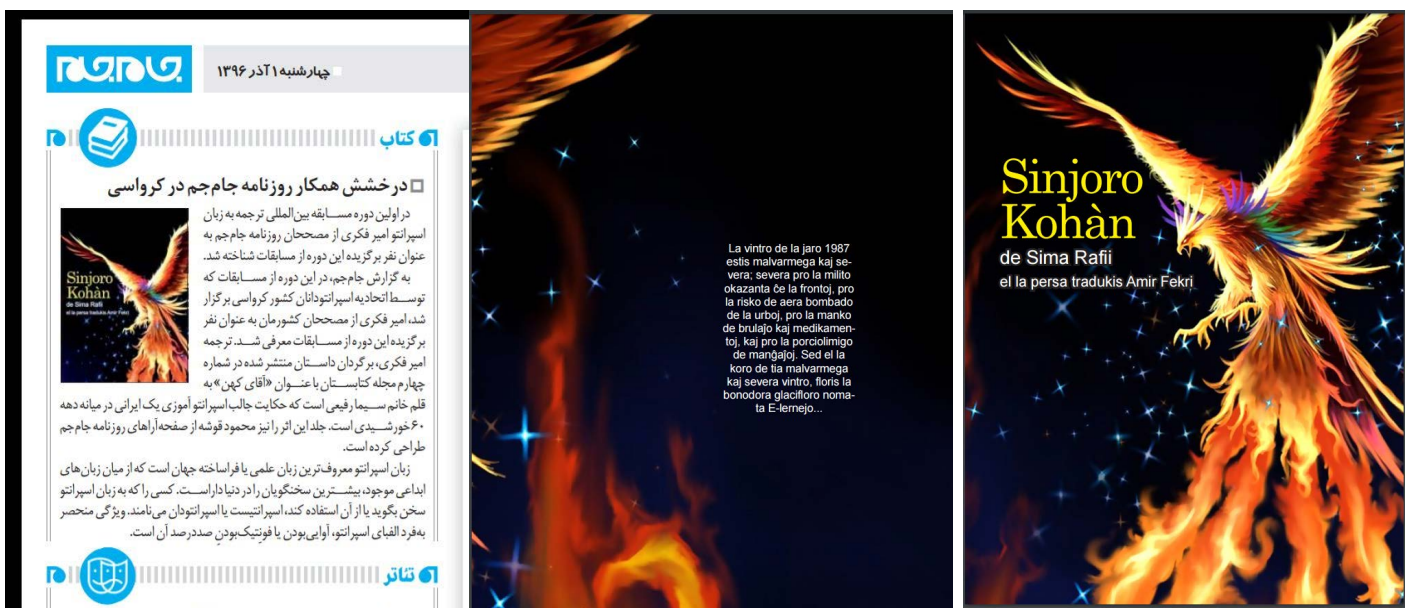 جام‌جم
چهارشنبه ۱ آذر ۱۳۹۶
کتاب
درخشش همکار روزنامه جام‌جم در کرواسی
در اولین دوره مسابقه بین‌المللی ترجمه به زبان
اسپرانتو امیر فکری از مصححان روزنامه جام‌جم به
عنوان نفر برگزیده این دوره از مسابقات شناخته شد.
به گزارش جام‌جم، در این دوره از مسابقات که
توسط اتحادیه اسپرانتودانان کشور کرواسی برگزار
شد، امیر فکری از مصححان کشورمان به عنوان نفر
برگزیده این دوره از مسابقات معرفی شد. ترجمه
امیر فکری، برگردان داستان منتشر شده در شماره
چهارم مجله کتابستان با عنوان «آقای کهن» به
قلم خانم سیما رفیعی است که حکایت جالب اسپرانتو آموزی یک ایرانی در میانه دهه
۶۰ خورشیدی است. جلد این اثر را نیز محمود قوشه از صفحه‌آراهای روزنامه جام‌جم
طراحی کرده است.
زبان اسپرانتو معروف‌ترین زبان علمی یا فراساخته جهان است که از میان زبان‌های
ابداعی موجود، بیشترین سخنگویان را در دنیا داراست. کسی را که به زبان اسپرانتو
سخن بگوید یا از آن استفاده کند، اسپرانتیست یا اسپرانتودان می‌نامند. ویژگی منحصر
به‌فرد الفبای اسپرانتو، آوایی‌بودن یا فونتیک‌بودنِ صددرصد آن است.
Sinjoro
Kohàn
de Sima Rafii
el la persa tradukis Amir Fekri
تئاتر
La vintro de la jaro 1987
estis malvarmega kaj se-
vera; severa pro la milito
okazanta ĉe la frontoj, pro
la risko de aera bombado
de la urboj, pro la manko
de brulaĵo kaj medikamen-
toj, kaj pro la porciolimigo
de manĝaĵoj. Sed el la
koro de tia malvarmega
kaj severa vintro, floris la
bonodora glacifloro noma-
ta E-lernejo...
Sinjoro
Kohàn
de Sima Rafii
el la persa tradukis Amir Fekri